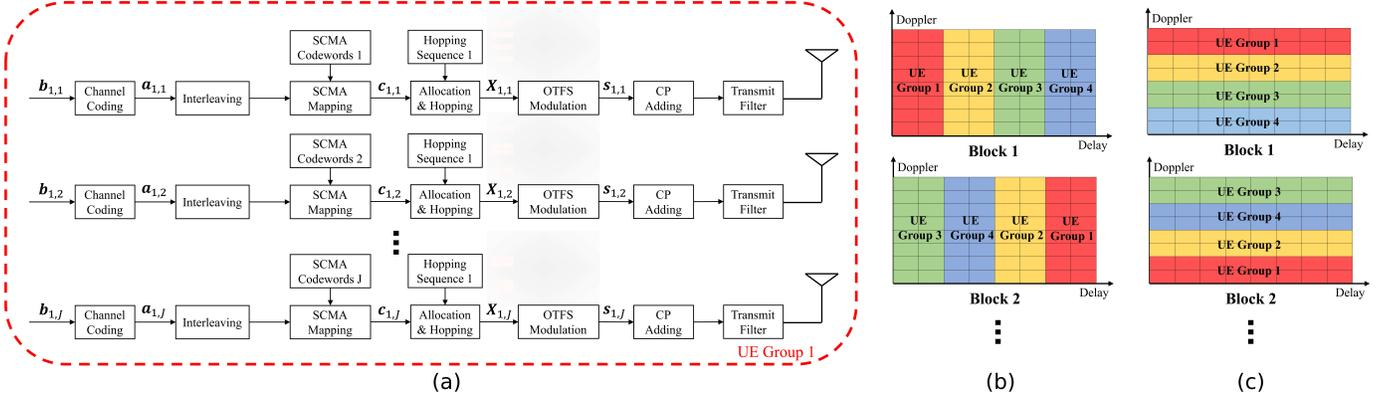 SCMA
Codewords 1
Hopping
Sequence 1
b1,1
Channel
Coding
a1,1
Interleaving
SCMA
Mapping
c1,1
Allocation
& Hopping
X1,1
OTFS
Modulation
s1,1
CP
Adding
Transmit
Filter
SCMA
Codewords 2
Hopping
Sequence 1
b1,2
Channel
Coding
a1,2
Interleaving
SCMA
Mapping
c1,2
Allocation
& Hopping
X1,2
OTFS
Modulation
s1,2
CP
Adding
Transmit
Filter
SCMA
Codewords J
Hopping
Sequence 1
b1,J
Channel
Coding
a1,J
Interleaving
SCMA
Mapping
c1,J
Allocation
& Hopping
X1,J
OTFS
Modulation
s1,J
CP
Adding
Transmit
Filter
UE Group 1
(a)
Doppler
UE
Group 1
UE
Group 2
UE
Group 3
UE
Group 4
Delay
Block 1
Doppler
UE
Group 3
UE
Group 4
UE
Group 2
UE
Group 1
Delay
Block 2
(b)
Doppler
UE Group 1
UE Group 2
UE Group 3
UE Group 4
Delay
Block 1
Doppler
UE Group 3
UE Group 4
UE Group 2
UE Group 1
Delay
Block 2
(c)